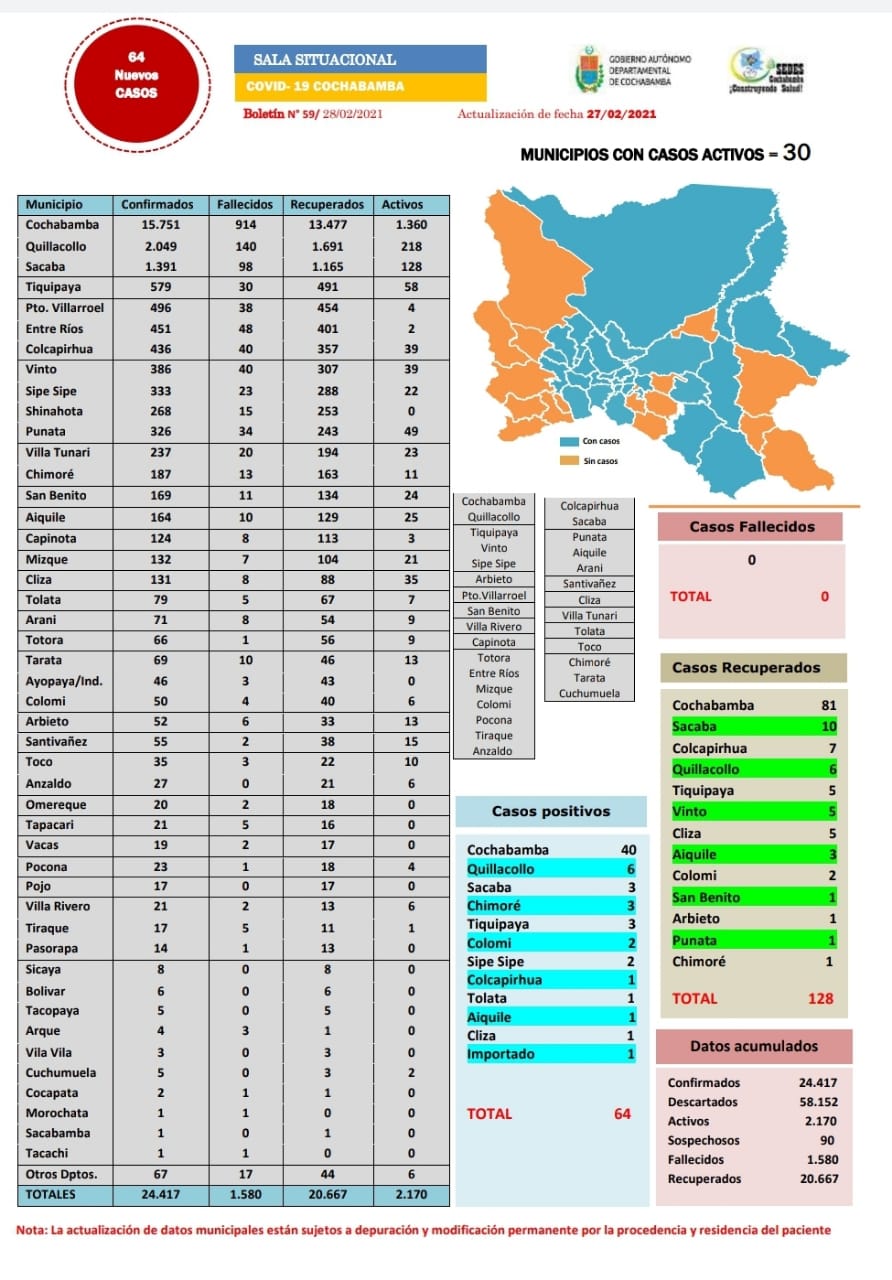 64
Nuevos
CASOS
SALA SITUACIONAL
COVID- 19 COCHABAMBA
Boletín N° 59/ 28/02/2021
Actualización de fecha 27/02/2021
GOBIERNO AUTÓNOMO
DEPARTAMENTAL
DE COCHABAMBA
SEDES
Cochabamba
¡Construyendo Salud!
MUNICIPIOS CON CASOS ACTIVOS = 30
Municipio Confirmados Fallecidos Recuperados Activos
Cochabamba 15.751 914 13.477 1.360
Quillacollo 2.049 140 1.691 218
Sacaba 1.391 98 1.165 128
Tiquipaya 579 30 491 58
Pto. Villarroel 496 38 454 4
Entre Ríos 451 48 401 2
Colcapirhua 436 40 357 39
Vinto 386 40 307 39
Sipe Sipe 333 23 288 22
Shinahota 268 15 253 0
Punata 326 34 243 49
Villa Tunari 237 20 194 23
Chimoré 187 13 163 11
San Benito 169 11 134 24
Aiquile 164 10 129 25
Capinota 124 8 113 3
Mizque 132 7 104 21
Cliza 131 8 88 35
Tolata 79 5 67 7
Arani 71 8 54 9
Totora 66 1 56 9
Tarata 69 10 46 13
Ayopaya/Ind. 46 3 43 0
Colomi 50 4 40 6
Arbieto 52 6 33 13
Santivañez 55 2 38 15
Toco 35 3 22 10
Anzaldo 27 0 21 6
Omereque 20 2 18 0
Tapacari 21 5 16 0
Vacas 19 2 17 0
Pocona 23 1 18 4
Pojo 17 0 17 0
Villa Rivero 21 2 13 6
Tiraque 17 5 11 1
Pasorapa 14 1 13 0
Sicaya 8 0 8 0
Bolivar 6 0 6 0
Tacopaya 5 0 5 0
Arque 4 3 1 0
Vila Vila 3 0 3 0
Cuchumuela 5 0 3 2
Cocapata 2 1 1 0
Morochata 1 1 0 0
Sacabamba 1 0 1 0
Tacachi 1 1 0 0
Otros Dptos. 67 17 44 6
TOTALES 24.417 1.580 20.667 2.170
Con casos
Sin casos
Cochabamba
Quillacollo
Tiquipaya
Vinto
Sipe Sipe
Arbieto
Pto.Villarroel
San Benito
Villa Rivero
Capinota
Totora
Entre Ríos
Mizque
Colomi
Pocona
Tiraque
Anzaldo
Colcapirhua
Sacaba
Punata
Aiquile
Arani
Santivañez
Cliza
Villa Tunari
Tolata
Toco
Chimoré
Tarata
Cuchumuela
Casos Fallecidos
0
TOTAL 0
Casos positivos
Cochabamba 40
Quillacollo 6
Sacaba 3
Chimoré 3
Tiquipaya 3
Colomi 2
Sipe Sipe 2
Colcapirhua 1
Tolata 1
Aiquile 1
Cliza 1
Importado 1
TOTAL 64
Casos Recuperados
Cochabamba 81
Sacaba 10
Colcapirhua 7
Quillacollo 6
Tiquipaya 5
Vinto 5
Cliza 5
Aiquile 3
Colomi 2
San Benito 1
Arbieto 1
Punata 1
Chimoré 1
TOTAL 128
Datos acumulados
Confirmados 24.417
Descartados 58.152
Activos 2.170
Sospechosos 90
Fallecidos 1.580
Recuperados 20.667
Nota: La actualización de datos municipales están sujetos a depuración y modificación permanente por la procedencia y residencia del paciente